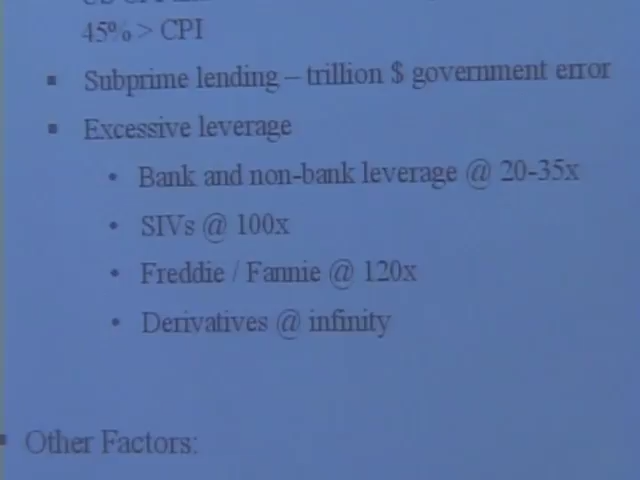 45% > CPI
▪ Subprime lending – trillion $ government error
▪ Excessive leverage
• Bank and non-bank leverage @ 20-35x
• SIVs @ 100x
• Freddie / Fannie @ 120x
• Derivatives @ infinity
▪ Other Factors: